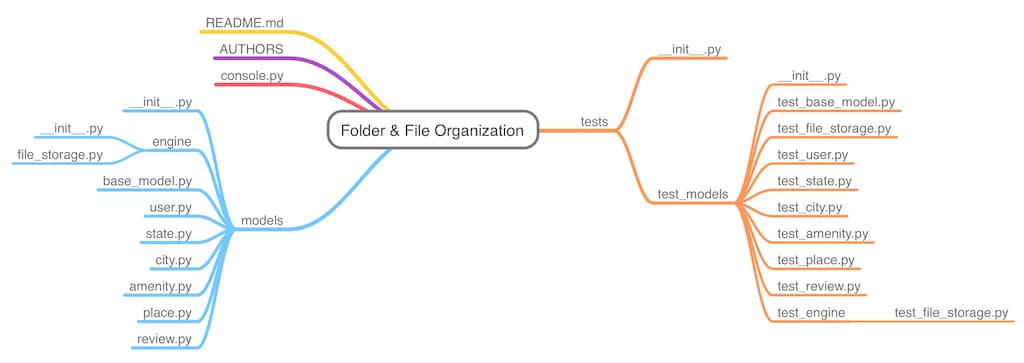 README.md
AUTHORS
console.py
Folder & File Organization
models
__init__.py
engine
__init__.py
file_storage.py
base_model.py
user.py
state.py
city.py
amenity.py
place.py
review.py
tests
__init__.py
test_models
__init__.py
test_base_model.py
test_file_storage.py
test_user.py
test_state.py
test_city.py
test_amenity.py
test_place.py
test_review.py
test_engine
test_file_storage.py